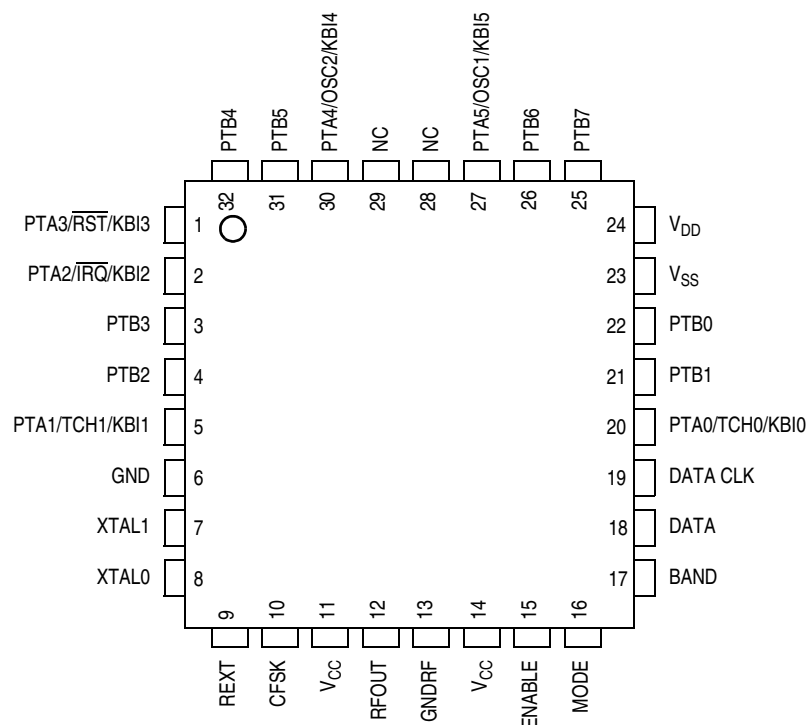 PTB4
PTB5
PTA4/OSC2/KBI4
NC
NC
PTA5/OSC1/KBI5
PTB6
PTB7
32
31
30
29
28
27
26
25
PTA3/R̅S̅T̅/KBI3 1
24 VDD
PTA2/I̅R̅Q̅/KBI2 2
23 VSS
PTB3 3
22 PTB0
PTB2 4
21 PTB1
PTA1/TCH1/KBI1 5
20 PTA0/TCH0/KBI0
GND 6
19 DATA CLK
XTAL1 7
18 DATA
XTAL0 8
17 BAND
9
10
11
12
13
14
15
16
REXT
CFSK
VCC
RFOUT
GNDRF
VCC
ENABLE
MODE